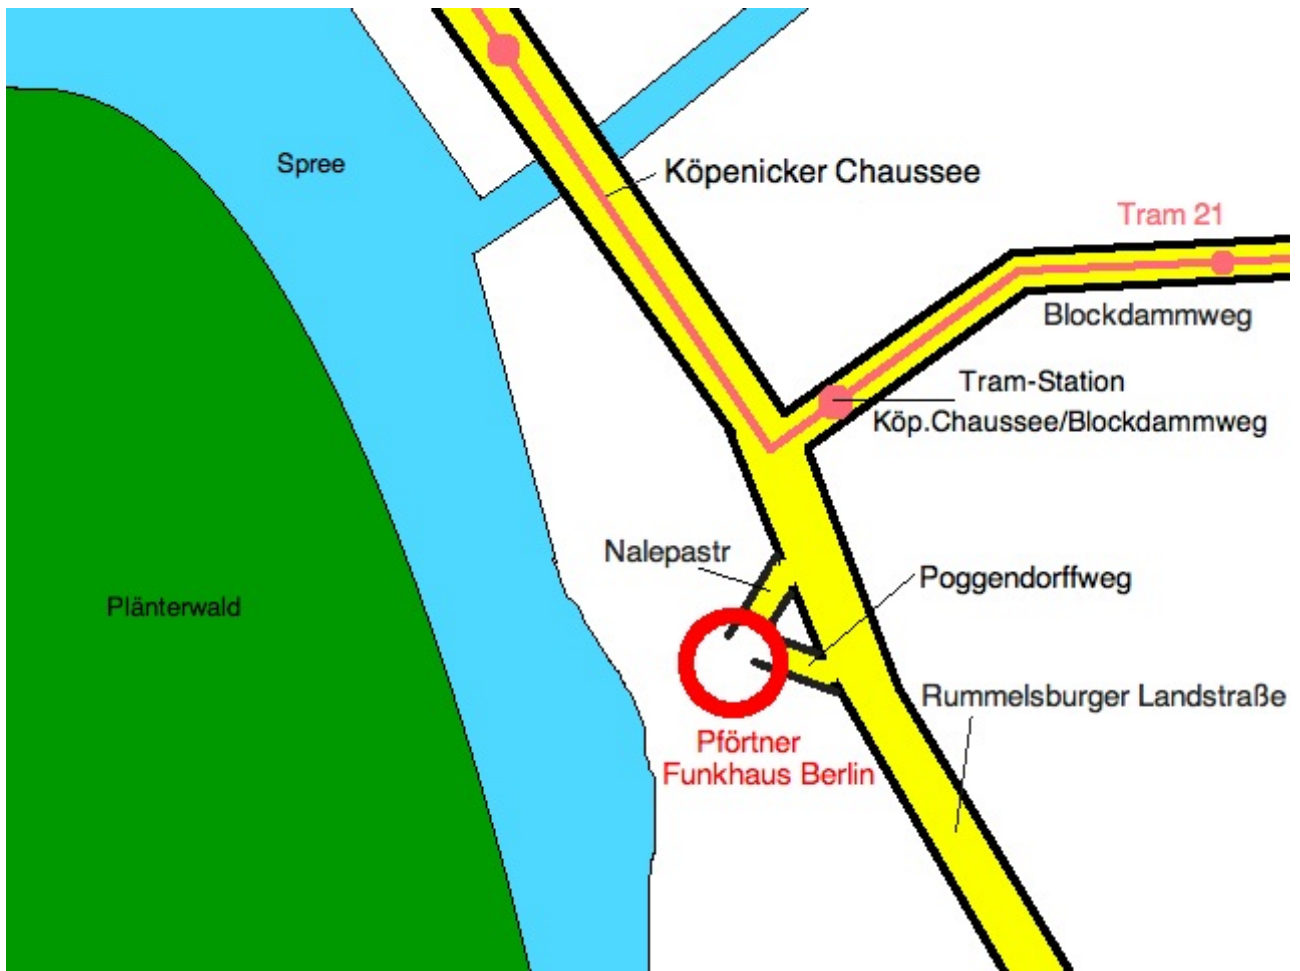 Spree
Köpenicker Chaussee
Tram 21
Blockdammweg
Tram-Station
Köp.Chaussee/Blockdammweg
Nalepastr
Poggendorffweg
Plänterwald
Rummelsburger Landstraße
Pförtner
Funkhaus Berlin